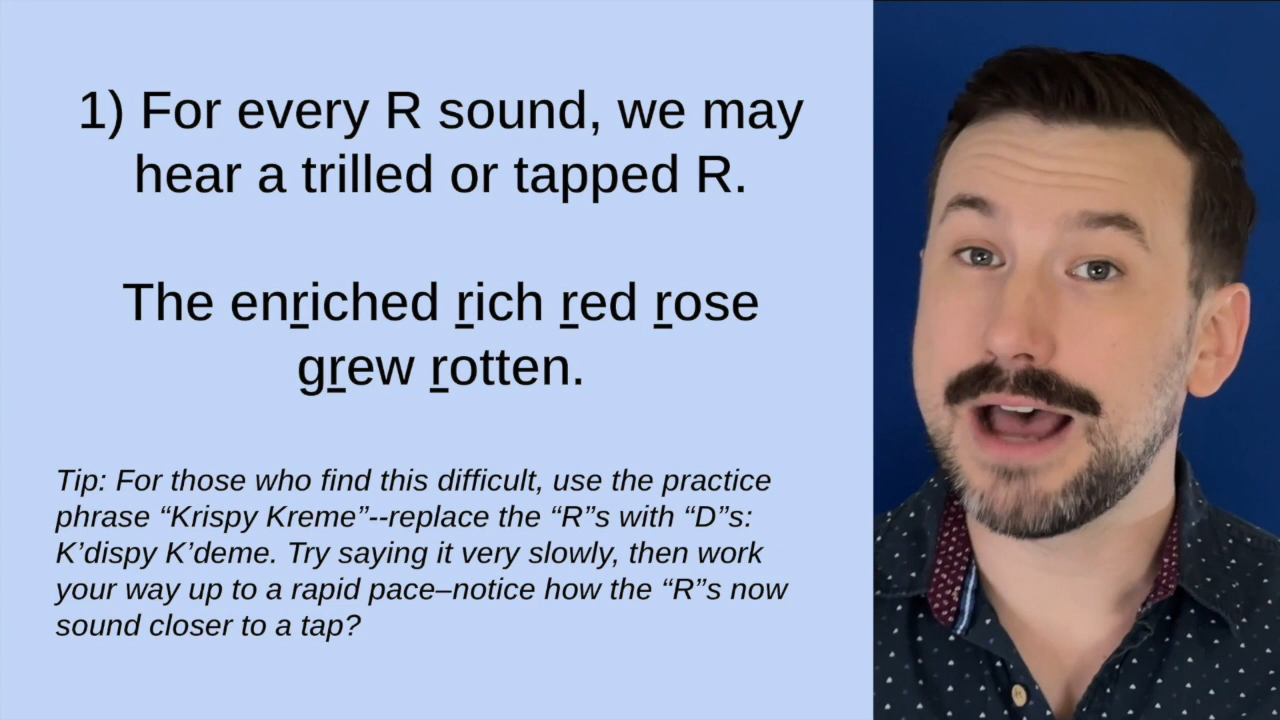 1) For every R sound, we may
hear a trilled or tapped R.
The enriched rich red rose
grew rotten.
Tip: For those who find this difficult, use the practice
phrase “Krispy Kreme”--replace the “R”s with “D”s:
K’dispy K’deme. Try saying it very slowly, then work
your way up to a rapid pace–notice how the “R”s now
sound closer to a tap?